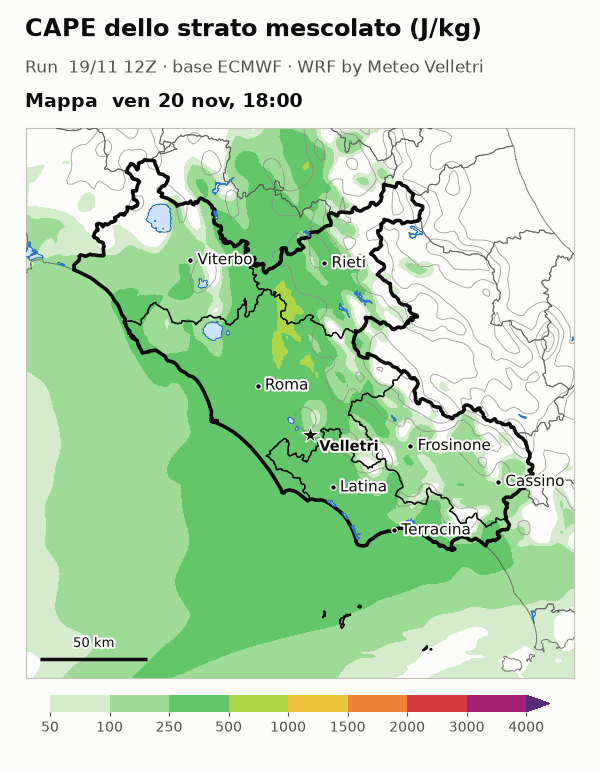 CAPE dello strato mescolato (J/kg)
Run  19/11 12Z · base ECMWF · WRF by Meteo Velletri
Mappa  ven 20 nov, 18:00
Viterbo
Rieti
Roma
Velletri
Frosinone
Cassino
Latina
Terracina
50 km
50 100 250 500 1000 1500 2000 3000 4000